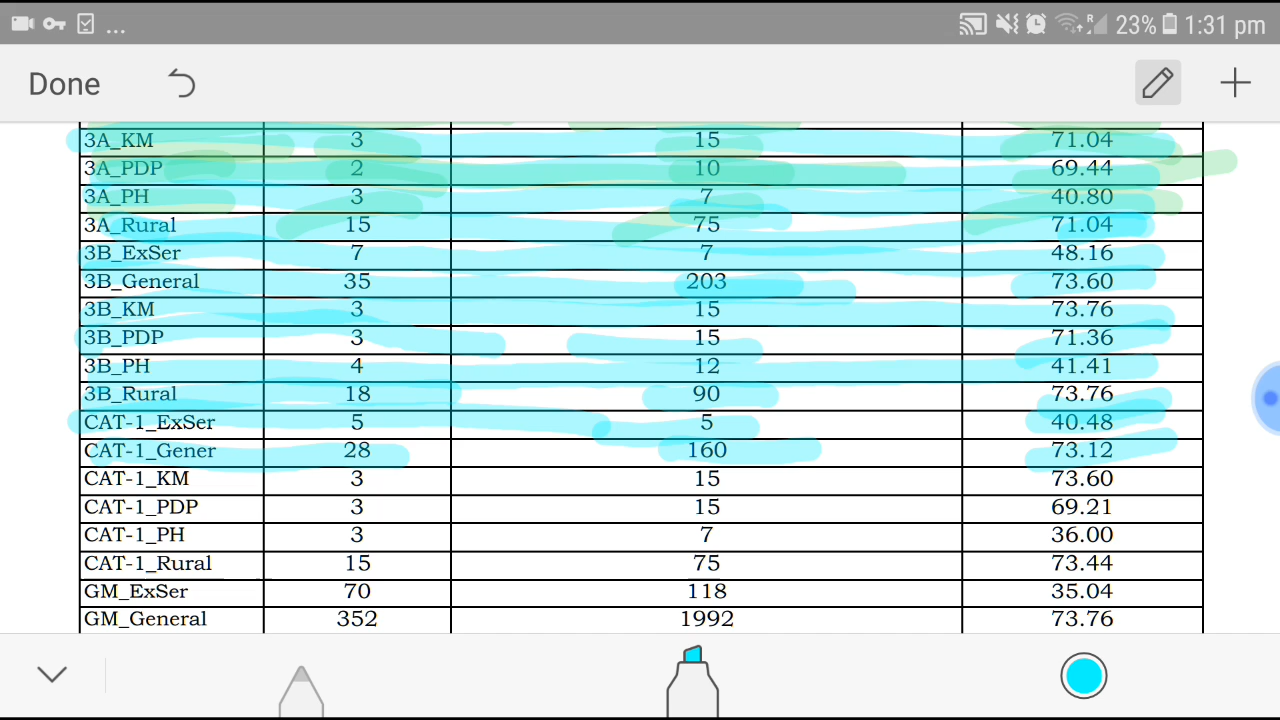 ... 23% 1:31 pm
Done
3A_KM 3 15 71.04
3A_PDP 2 10 69.44
3A_PH 3 7 40.80
3A_Rural 15 75 71.04
3B_ExSer 7 7 48.16
3B_General 35 203 73.60
3B_KM 3 15 73.76
3B_PDP 3 15 71.36
3B_PH 4 12 41.41
3B_Rural 18 90 73.76
CAT-1_ExSer 5 5 40.48
CAT-1_Gener 28 160 73.12
CAT-1_KM 3 15 73.60
CAT-1_PDP 3 15 69.21
CAT-1_PH 3 7 36.00
CAT-1_Rural 15 75 73.44
GM_ExSer 70 118 35.04
GM_General 352 1992 73.76